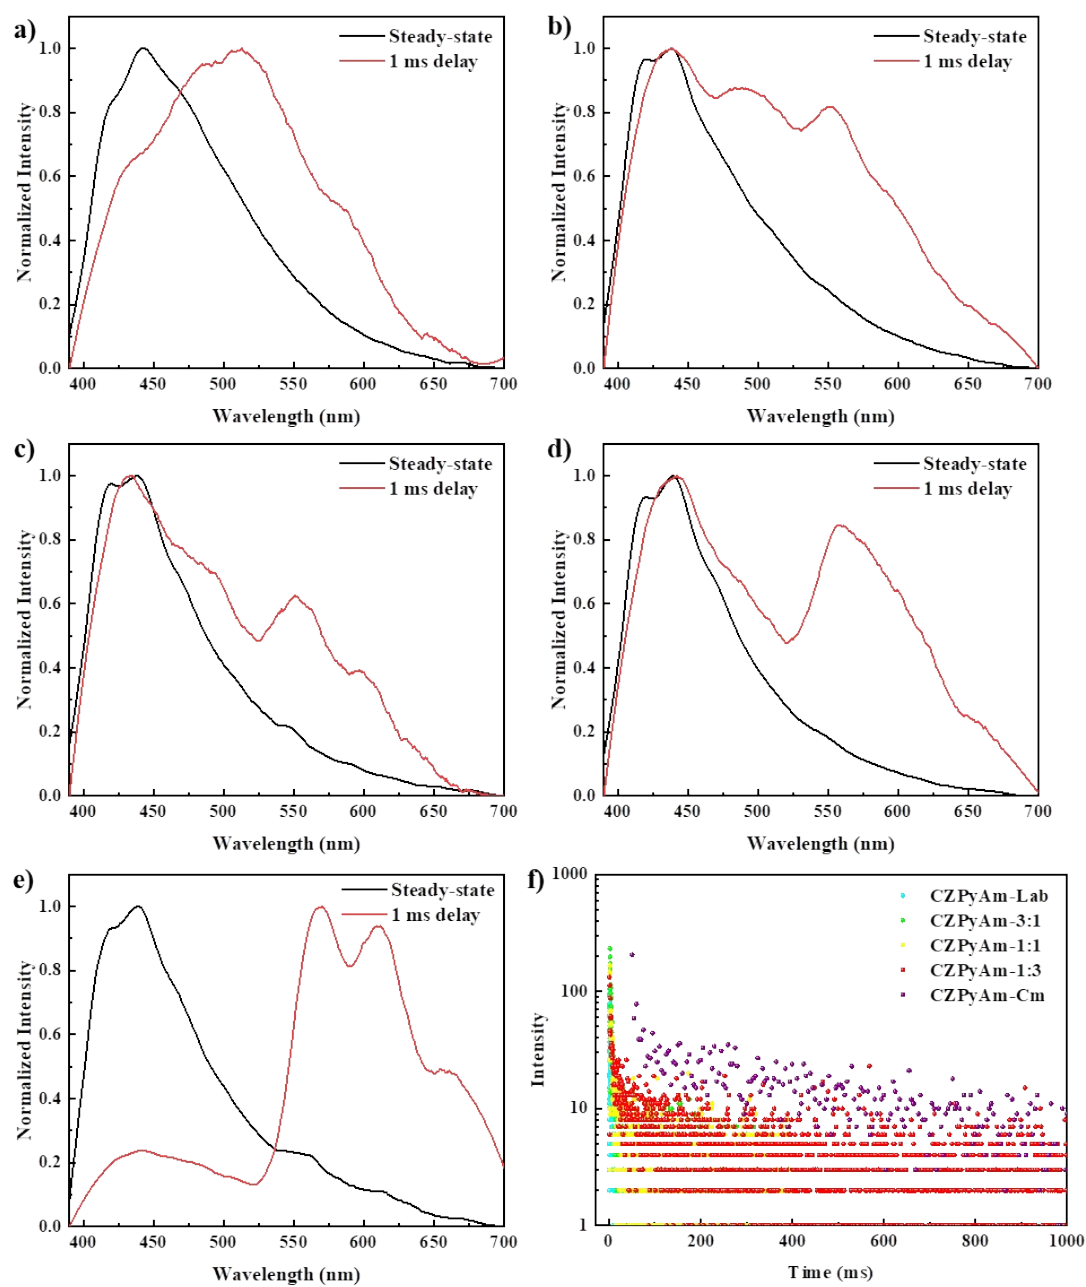 a)
Steady-state
1 ms delay
1.0
0.8
0.6
0.4
0.2
0.0
Normalized Intensity
400 450 500 550 600 650 700
Wavelength (nm)
b)
Steady-state
1 ms delay
1.0
0.8
0.6
0.4
0.2
0.0
Normalized Intensity
400 450 500 550 600 650 700
Wavelength (nm)
c)
Steady-state
1 ms delay
1.0
0.8
0.6
0.4
0.2
0.0
Normalized Intensity
400 450 500 550 600 650 700
Wavelength (nm)
d)
Steady-state
1 ms delay
1.0
0.8
0.6
0.4
0.2
0.0
Normalized Intensity
400 450 500 550 600 650 700
Wavelength (nm)
e)
Steady-state
1 ms delay
1.0
0.8
0.6
0.4
0.2
0.0
Normalized Intensity
400 450 500 550 600 650 700
Wavelength (nm)
f)
CZPyAm-Lab
CZPyAm-3:1
CZPyAm-1:1
CZPyAm-1:3
CZPyAm-Cm
1000
100
10
1
Intensity
0 200 400 600 800 1000
Time (ms)